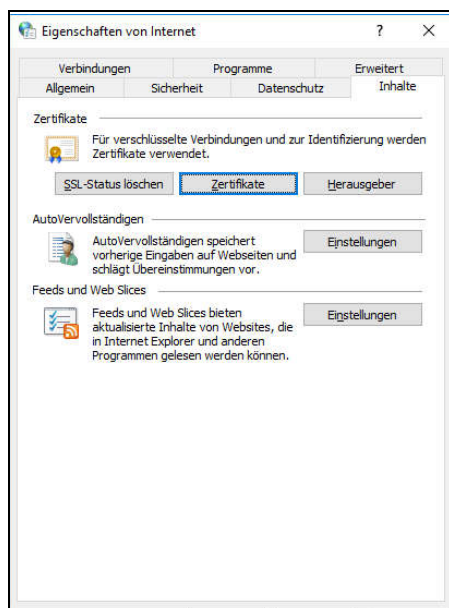 Eigenschaften von Internet
?
Verbindungen
Programme
Erweitert
Allgemein
Sicherheit
Datenschutz
Inhalte
Zertifikate
Für verschlüsselte Verbindungen und zur Identifizierung werden
Zertifikate verwendet.
SSL-Status löschen
Zertifikate
Herausgeber
AutoVervollständigen
AutoVervollständigen speichert
vorherige Eingaben auf Webseiten und
schlägt Übereinstimmungen vor.
Einstellungen
Feeds und Web Slices
Feeds und Web Slices bieten
aktualisierte Inhalte von Websites, die
in Internet Explorer und anderen
Programmen gelesen werden können.
Einstellungen